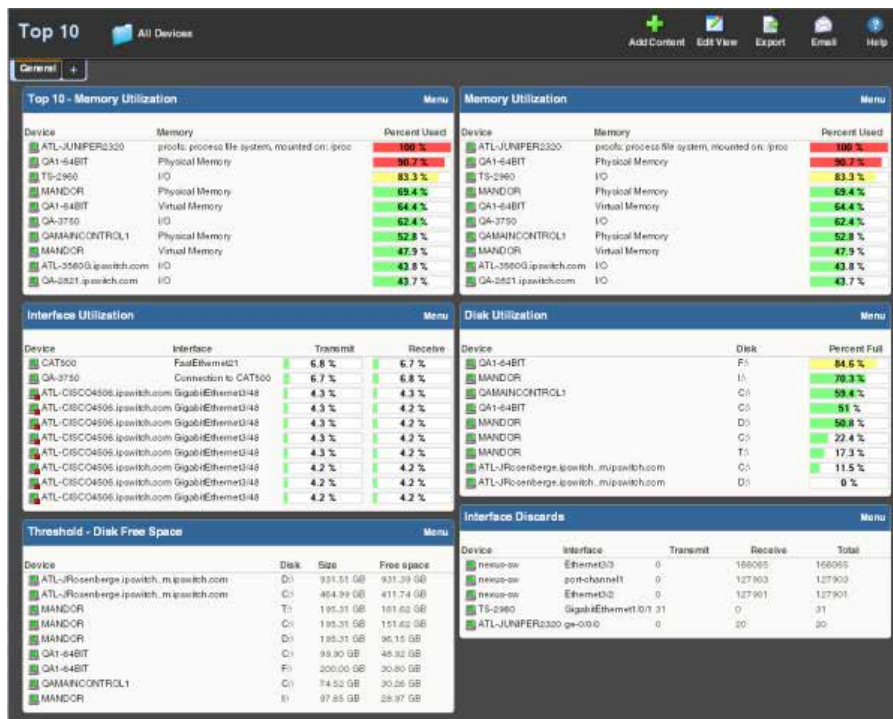 Top 10 All Devices Add Content Edit View Export Email Help
General +
Top 10 - Memory Utilization Menu
Device Memory Percent Used
ATL-JUNIPER2320 procfs: process file system, mounted on: /proc 100 %
QA1-64BIT Physical Memory 90.7 %
TS-2960 I/O 83.3 %
MANDOR Physical Memory 69.4 %
QA1-64BIT Virtual Memory 64.4 %
QA-3750 I/O 62.4 %
QAMAINCONTROL1 Physical Memory 52.8 %
MANDOR Virtual Memory 47.9 %
ATL-3560G.ipswitch.com I/O 43.8 %
QA-2821.ipswitch.com I/O 43.7 %
Memory Utilization Menu
Device Memory Percent Used
ATL-JUNIPER2320 procfs: process file system, mounted on: /proc 100 %
QA1-64BIT Physical Memory 90.7 %
TS-2960 I/O 83.3 %
MANDOR Physical Memory 69.4 %
QA1-64BIT Virtual Memory 64.4 %
QA-3750 I/O 62.4 %
QAMAINCONTROL1 Physical Memory 52.8 %
MANDOR Virtual Memory 47.9 %
ATL-3560G.ipswitch.com I/O 43.8 %
QA-2821.ipswitch.com I/O 43.7 %
Interface Utilization Menu
Device Interface Transmit Receive
CAT500 FastEthernet21 6.8 % 6.7 %
QA-3750 Connection to CAT500 6.7 % 6.8 %
ATL-CISCO4506.ipswitch.com GigabitEthernet3/48 4.3 % 4.3 %
ATL-CISCO4506.ipswitch.com GigabitEthernet3/48 4.3 % 4.2 %
ATL-CISCO4506.ipswitch.com GigabitEthernet3/48 4.3 % 4.2 %
ATL-CISCO4506.ipswitch.com GigabitEthernet3/48 4.3 % 4.2 %
ATL-CISCO4506.ipswitch.com GigabitEthernet3/48 4.2 % 4.2 %
ATL-CISCO4506.ipswitch.com GigabitEthernet3/48 4.2 % 4.2 %
ATL-CISCO4506.ipswitch.com GigabitEthernet3/48 4.2 % 4.2 %
ATL-CISCO4506.ipswitch.com GigabitEthernet3/48 4.2 % 4.2 %
Disk Utilization Menu
Device Disk Percent Full
QA1-64BIT F:\ 84.6 %
MANDOR I:\ 70.3 %
QAMAINCONTROL1 C:\ 59.4 %
QA1-64BIT C:\ 51 %
MANDOR D:\ 50.8 %
MANDOR C:\ 22.4 %
MANDOR T:\ 17.3 %
ATL-JRosenberge.ipswitch_m.ipswitch.com C:\ 11.5 %
ATL-JRosenberge.ipswitch_m.ipswitch.com D:\ 0 %
Threshold - Disk Free Space Menu
Device Disk Size Free space
ATL-JRosenberge.ipswitch_m.ipswitch.com D:\ 931.51 GB 931.39 GB
ATL-JRosenberge.ipswitch_m.ipswitch.com C:\ 464.99 GB 411.74 GB
MANDOR T:\ 195.31 GB 161.62 GB
MANDOR C:\ 195.31 GB 151.62 GB
MANDOR D:\ 195.31 GB 96.15 GB
QA1-64BIT C:\ 99.90 GB 48.92 GB
QA1-64BIT F:\ 200.00 GB 30.80 GB
QAMAINCONTROL1 C:\ 74.52 GB 30.26 GB
MANDOR I:\ 97.65 GB 28.97 GB
Interface Discards Menu
Device Interface Transmit Receive Total
nexus-sw Ethernet3/3 0 166065 166065
nexus-sw port-channel1 0 127903 127903
nexus-sw Ethernet3/2 0 127901 127901
TS-2960 GigabitEthernet1/0/1 31 0 31
ATL-JUNIPER2320 ge-0/0/0 0 20 20